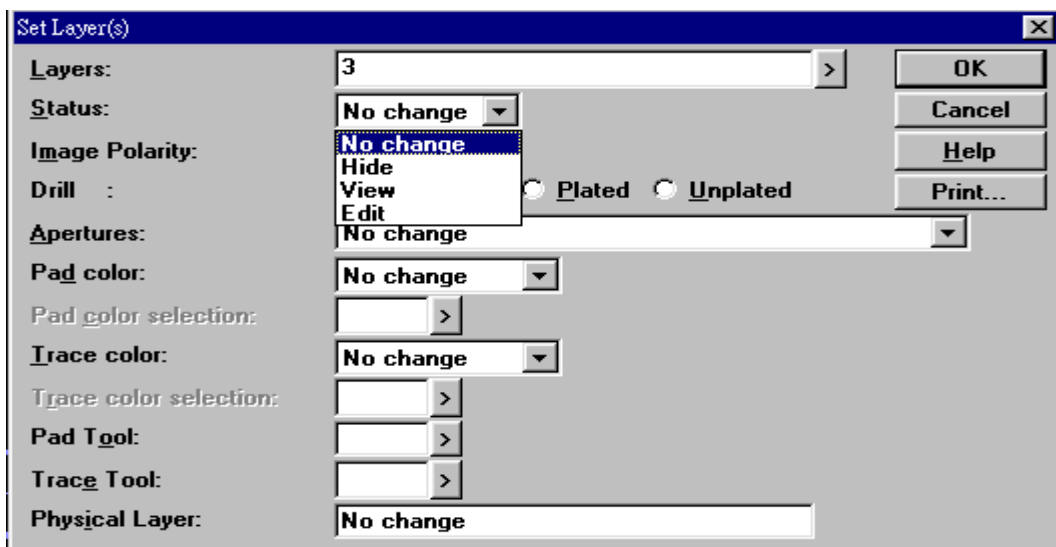 Set Layer(s)
Layers: 3 > OK
Status: No change Cancel
No change
Image Polarity: Help
Hide
Drill : View Plated Unplated Print...
Edit
Apertures: No change
Pad color: No change
Pad color selection: >
Trace color: No change
Trace color selection: >
Pad Tool: >
Trace Tool: >
Physical Layer: No change